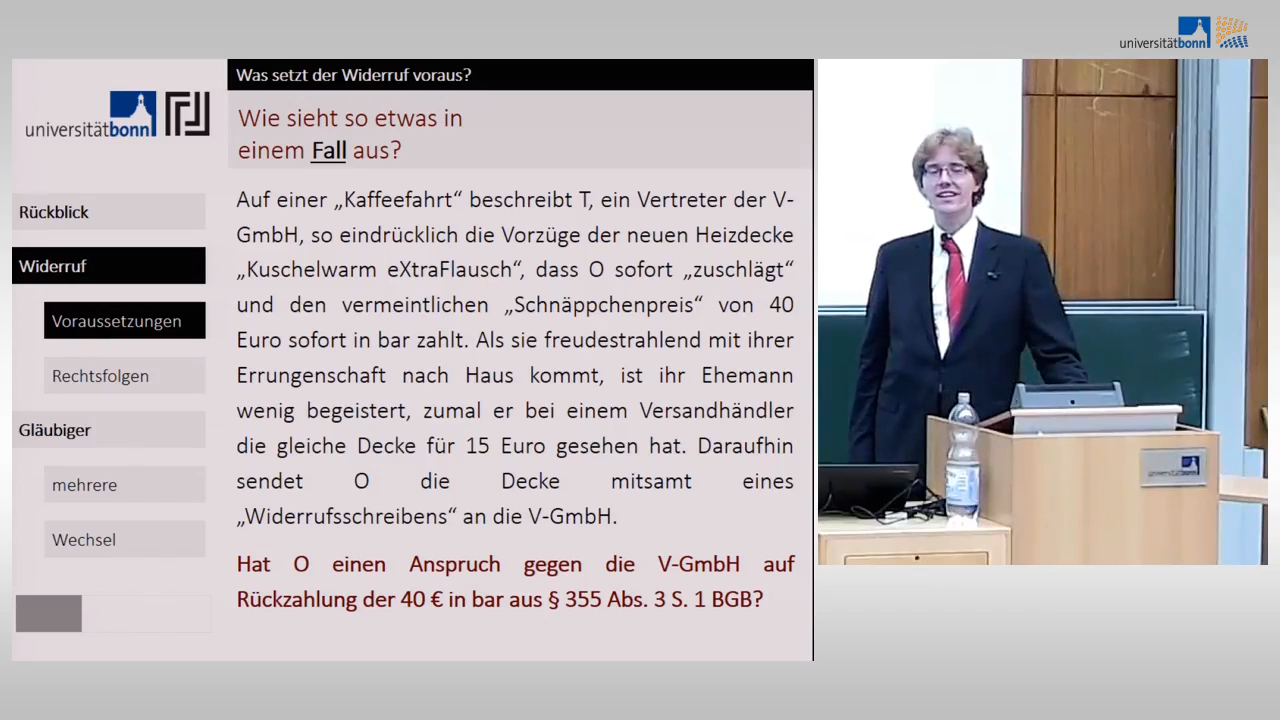 universitätbonn
Was setzt der Widerruf voraus?
universitätbonn
Wie sieht so etwas in
einem Fall aus?
Rückblick
Widerruf
Voraussetzungen
Rechtsfolgen
Gläubiger
mehrere
Wechsel
Auf einer „Kaffeefahrt“ beschreibt T, ein Vertreter der V-
GmbH, so eindrücklich die Vorzüge der neuen Heizdecke
„Kuschelwarm eXtraFlausch“, dass O sofort „zuschlägt“
und den vermeintlichen „Schnäppchenpreis“ von 40
Euro sofort in bar zahlt. Als sie freudestrahlend mit ihrer
Errungenschaft nach Haus kommt, ist ihr Ehemann
wenig begeistert, zumal er bei einem Versandhändler
die gleiche Decke für 15 Euro gesehen hat. Daraufhin
sendet O die Decke mitsamt eines
„Widerrufsschreibens“ an die V-GmbH.
Hat O einen Anspruch gegen die V-GmbH auf
Rückzahlung der 40 € in bar aus § 355 Abs. 3 S. 1 BGB?
universitätbonn